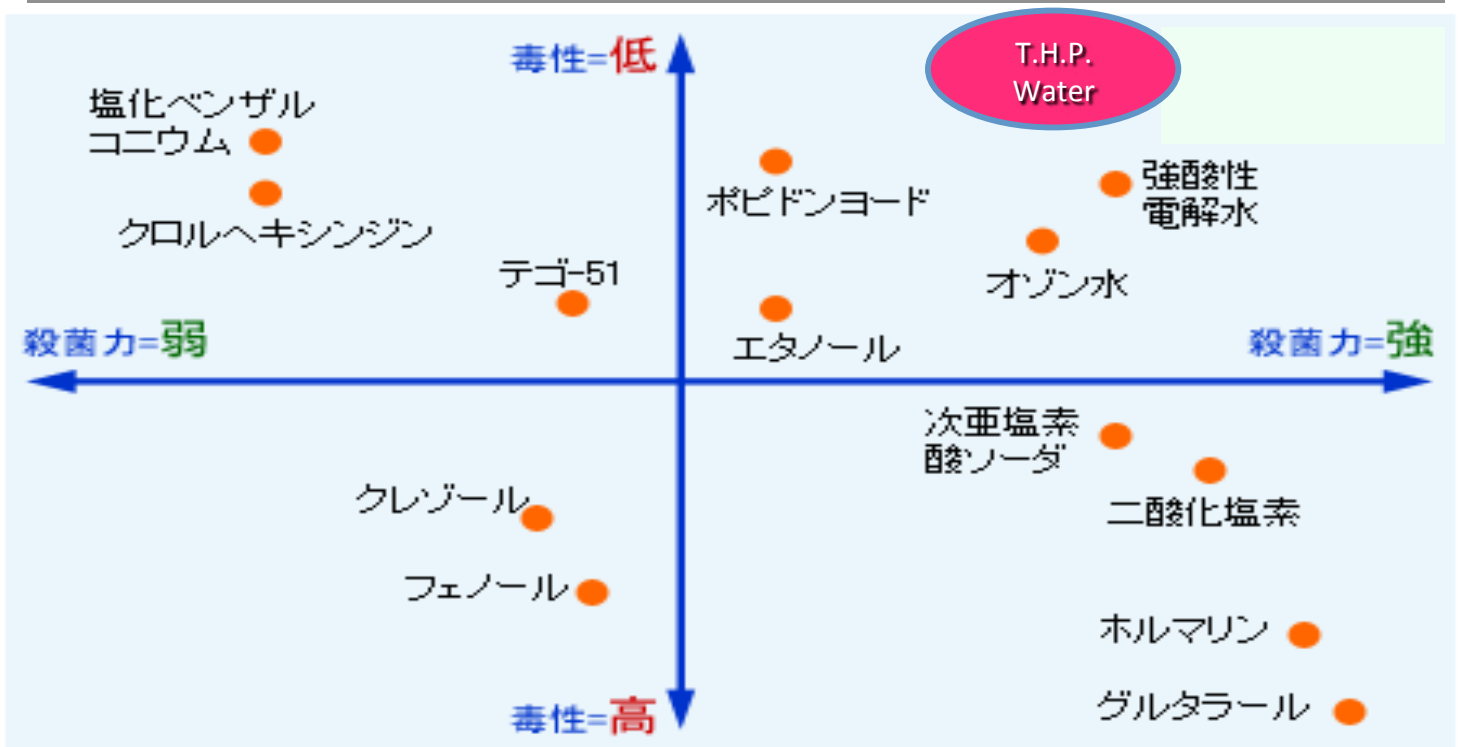 毒性=低
T.H.P.
Water
塩化ベンザル
コニウム
クロルヘキシンジン
ポピドンヨード
強酸性
電解水
オゾン水
テゴ-51
エタノール
殺菌力=弱
殺菌力=強
次亜塩素
酸ソーダ
二酸化塩素
クレゾール
フェノール
ホルマリン
グルタラール
毒性=高